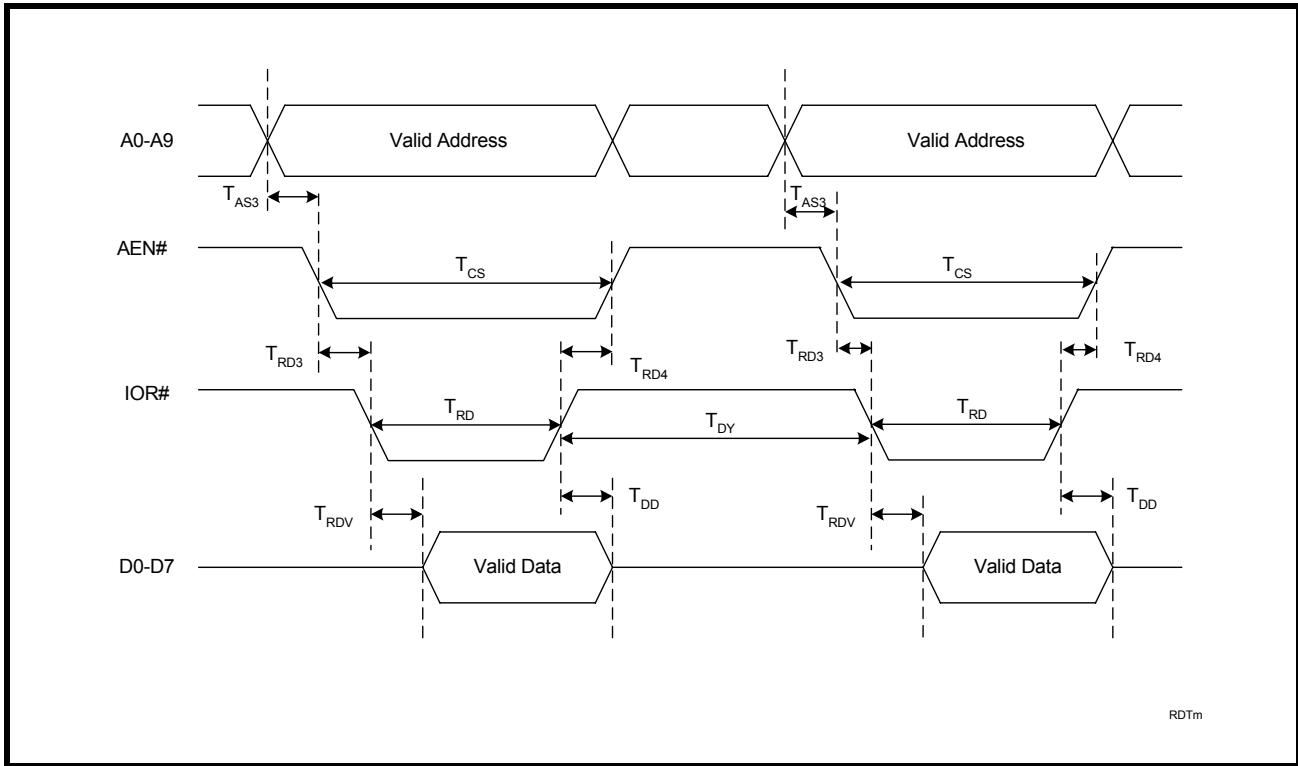 A0-A9
Valid Address
Valid Address
TAS3
TAS3
AEN#
TCS
TCS
TRD3
TRD4
TRD3
TRD4
IOR#
TRD
TDY
TRD
TRDV
TDD
TRDV
TDD
D0-D7
Valid Data
Valid Data
RDTm